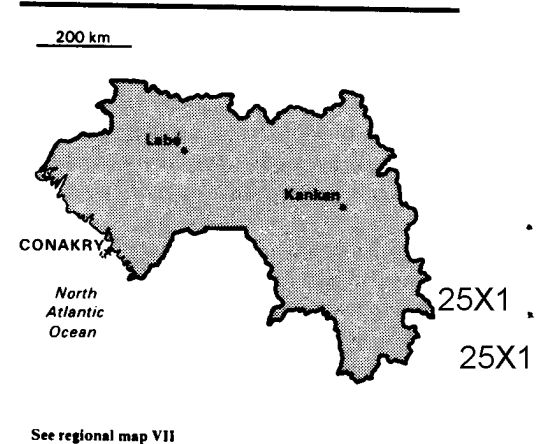 200 km
Labé
Kankan
CONAKRY
North
Atlantic
Ocean
25X1
25X1
See regional map VII